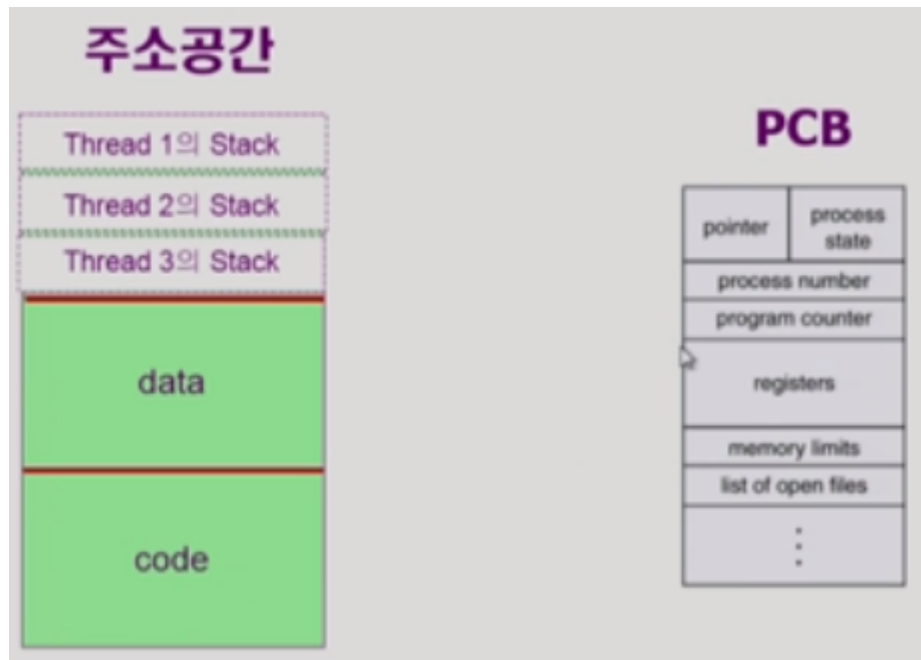 주소공간
Thread 1의 Stack
Thread 2의 Stack
Thread 3의 Stack
data
code
PCB
pointer
process
state
process number
program counter
registers
memory limits
list of open files